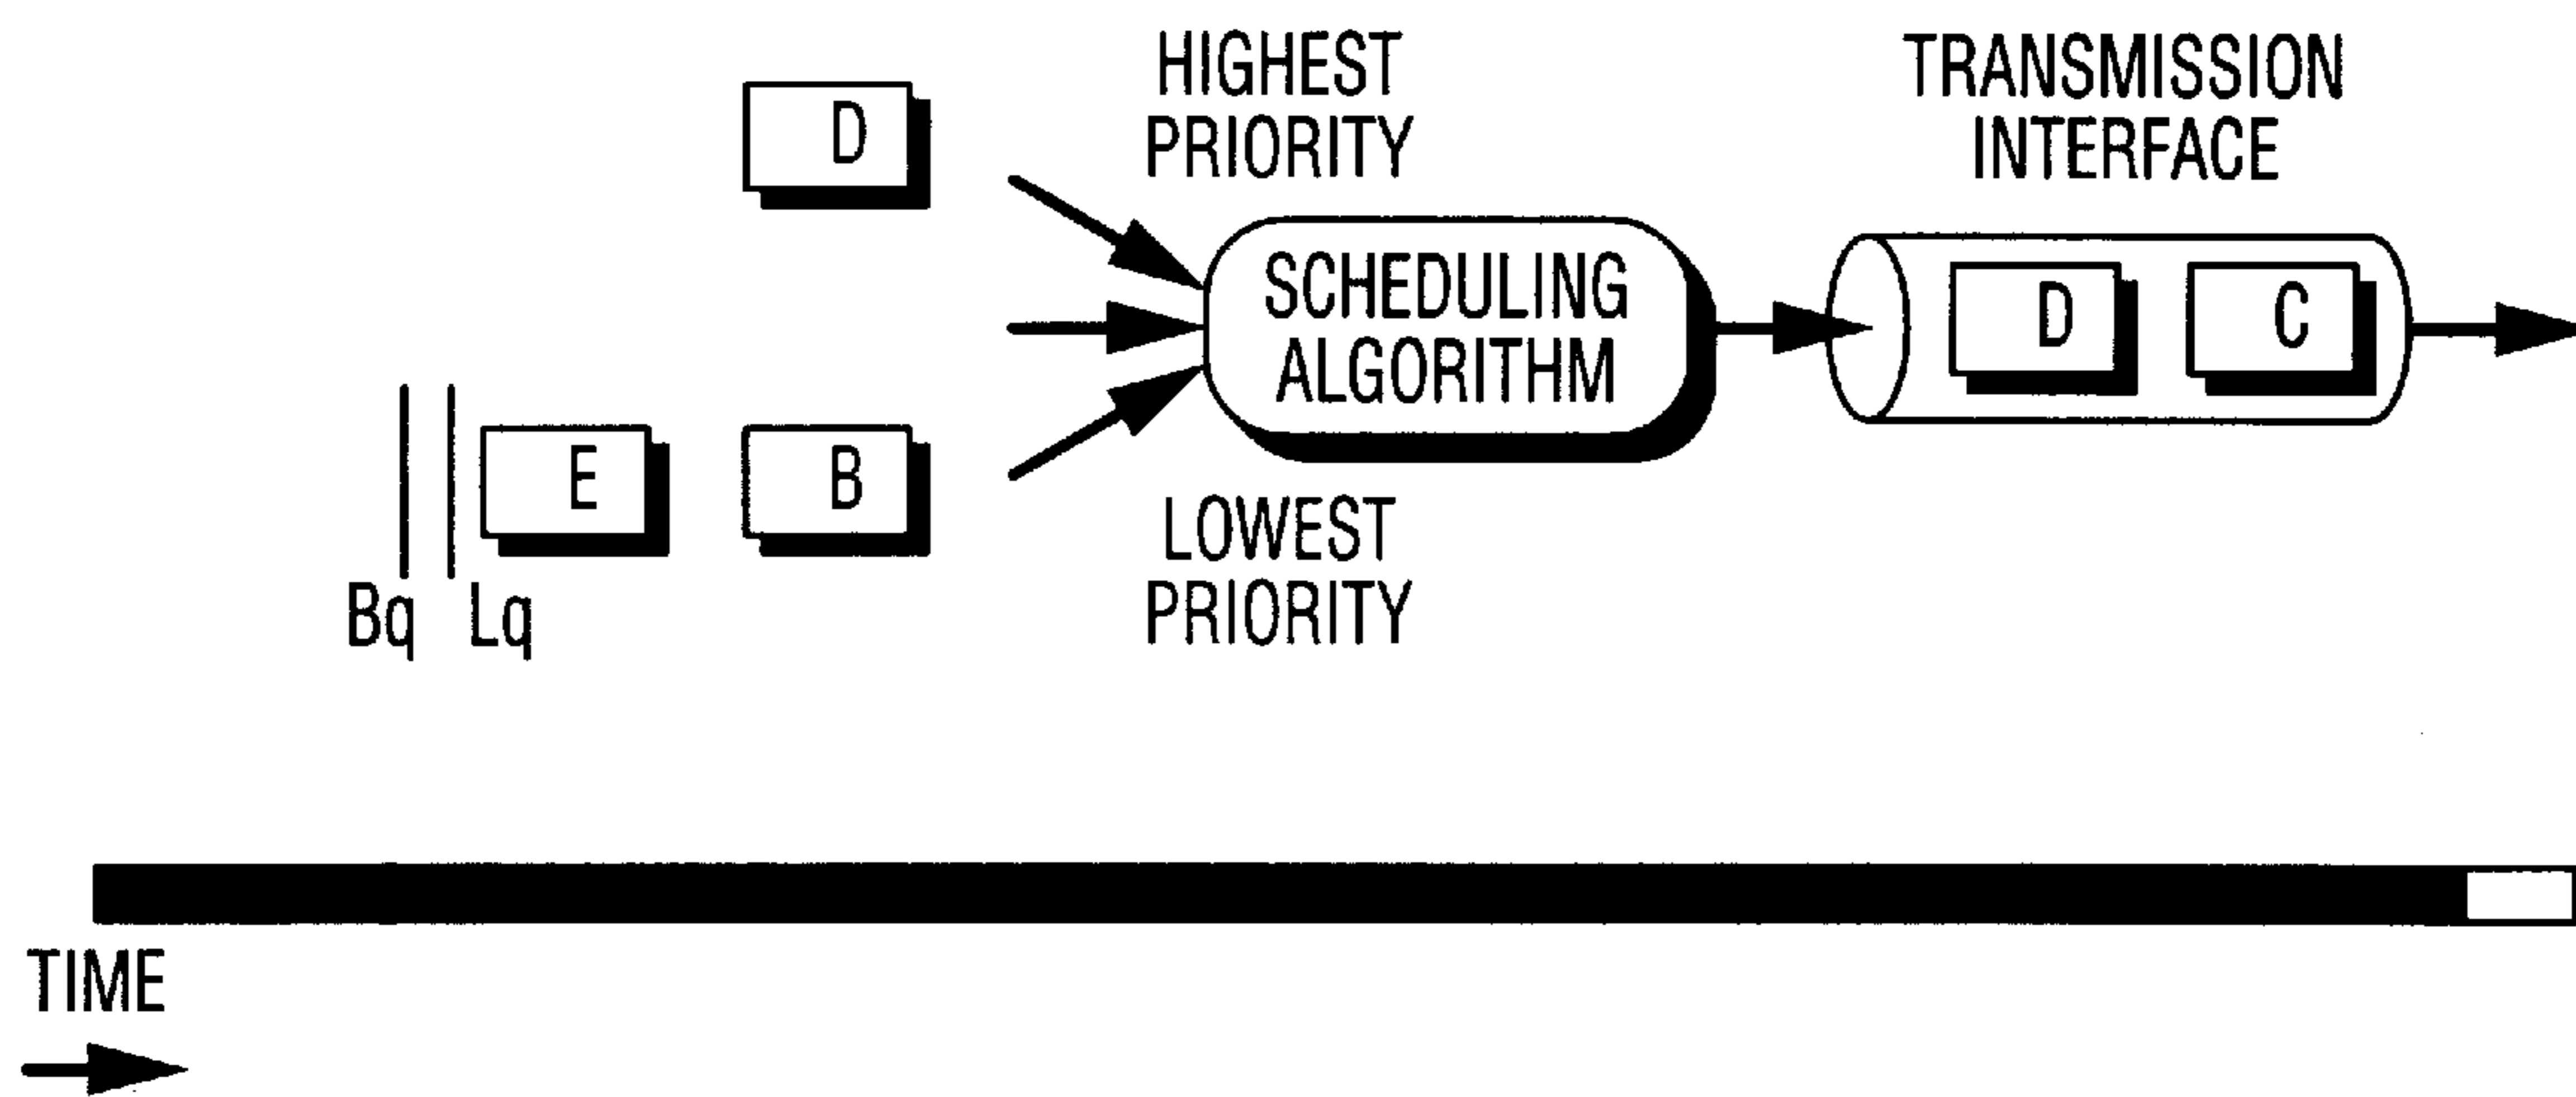 HIGHEST
PRIORITY
TRANSMISSION
INTERFACE
D
SCHEDULING
ALGORITHM
D C
E B
Bq Lq
LOWEST
PRIORITY
TIME